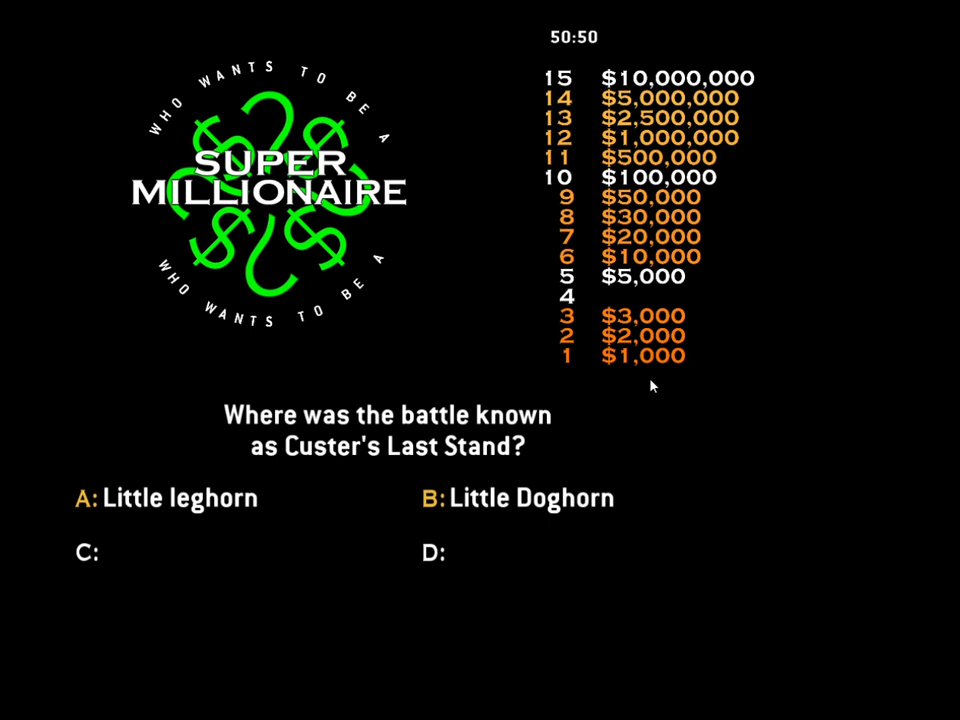 50:50
WHO WANTS TO BE A
SUPER
MILLIONAIRE
WHO WANTS TO BE A
15 $10,000,000
14 $5,000,000
13 $2,500,000
12 $1,000,000
11 $500,000
10 $100,000
9 $50,000
8 $30,000
7 $20,000
6 $10,000
5 $5,000
4
3 $3,000
2 $2,000
1 $1,000
Where was the battle known
as Custer's Last Stand?
A: Little leghorn
B: Little Doghorn
C:
D: